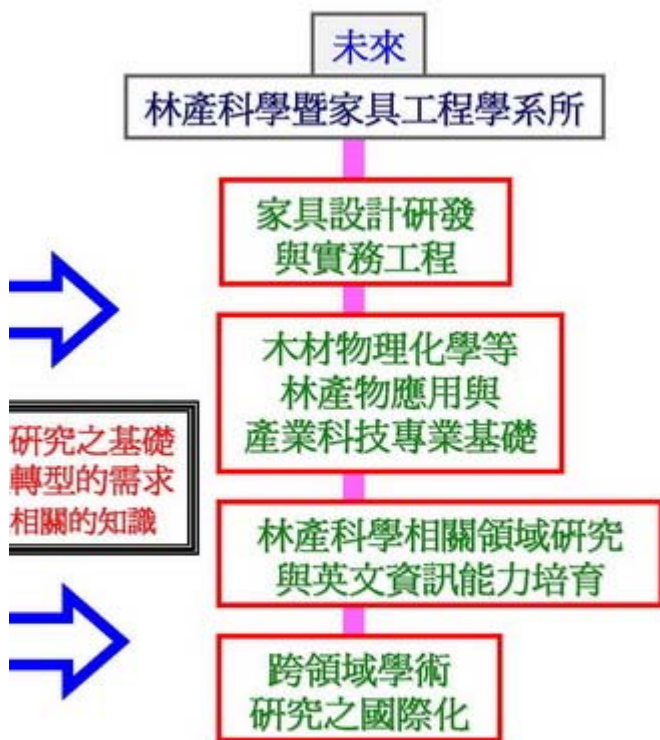 未來
林產科學暨家具工程學系所
家具設計研發
與實務工程
木材物理化學等
林產物應用與
產業科技專業基礎
研究之基礎
轉型的需求
相關的知識
林產科學相關領域研究
與英文資訊能力培育
跨領域學術
研究之國際化